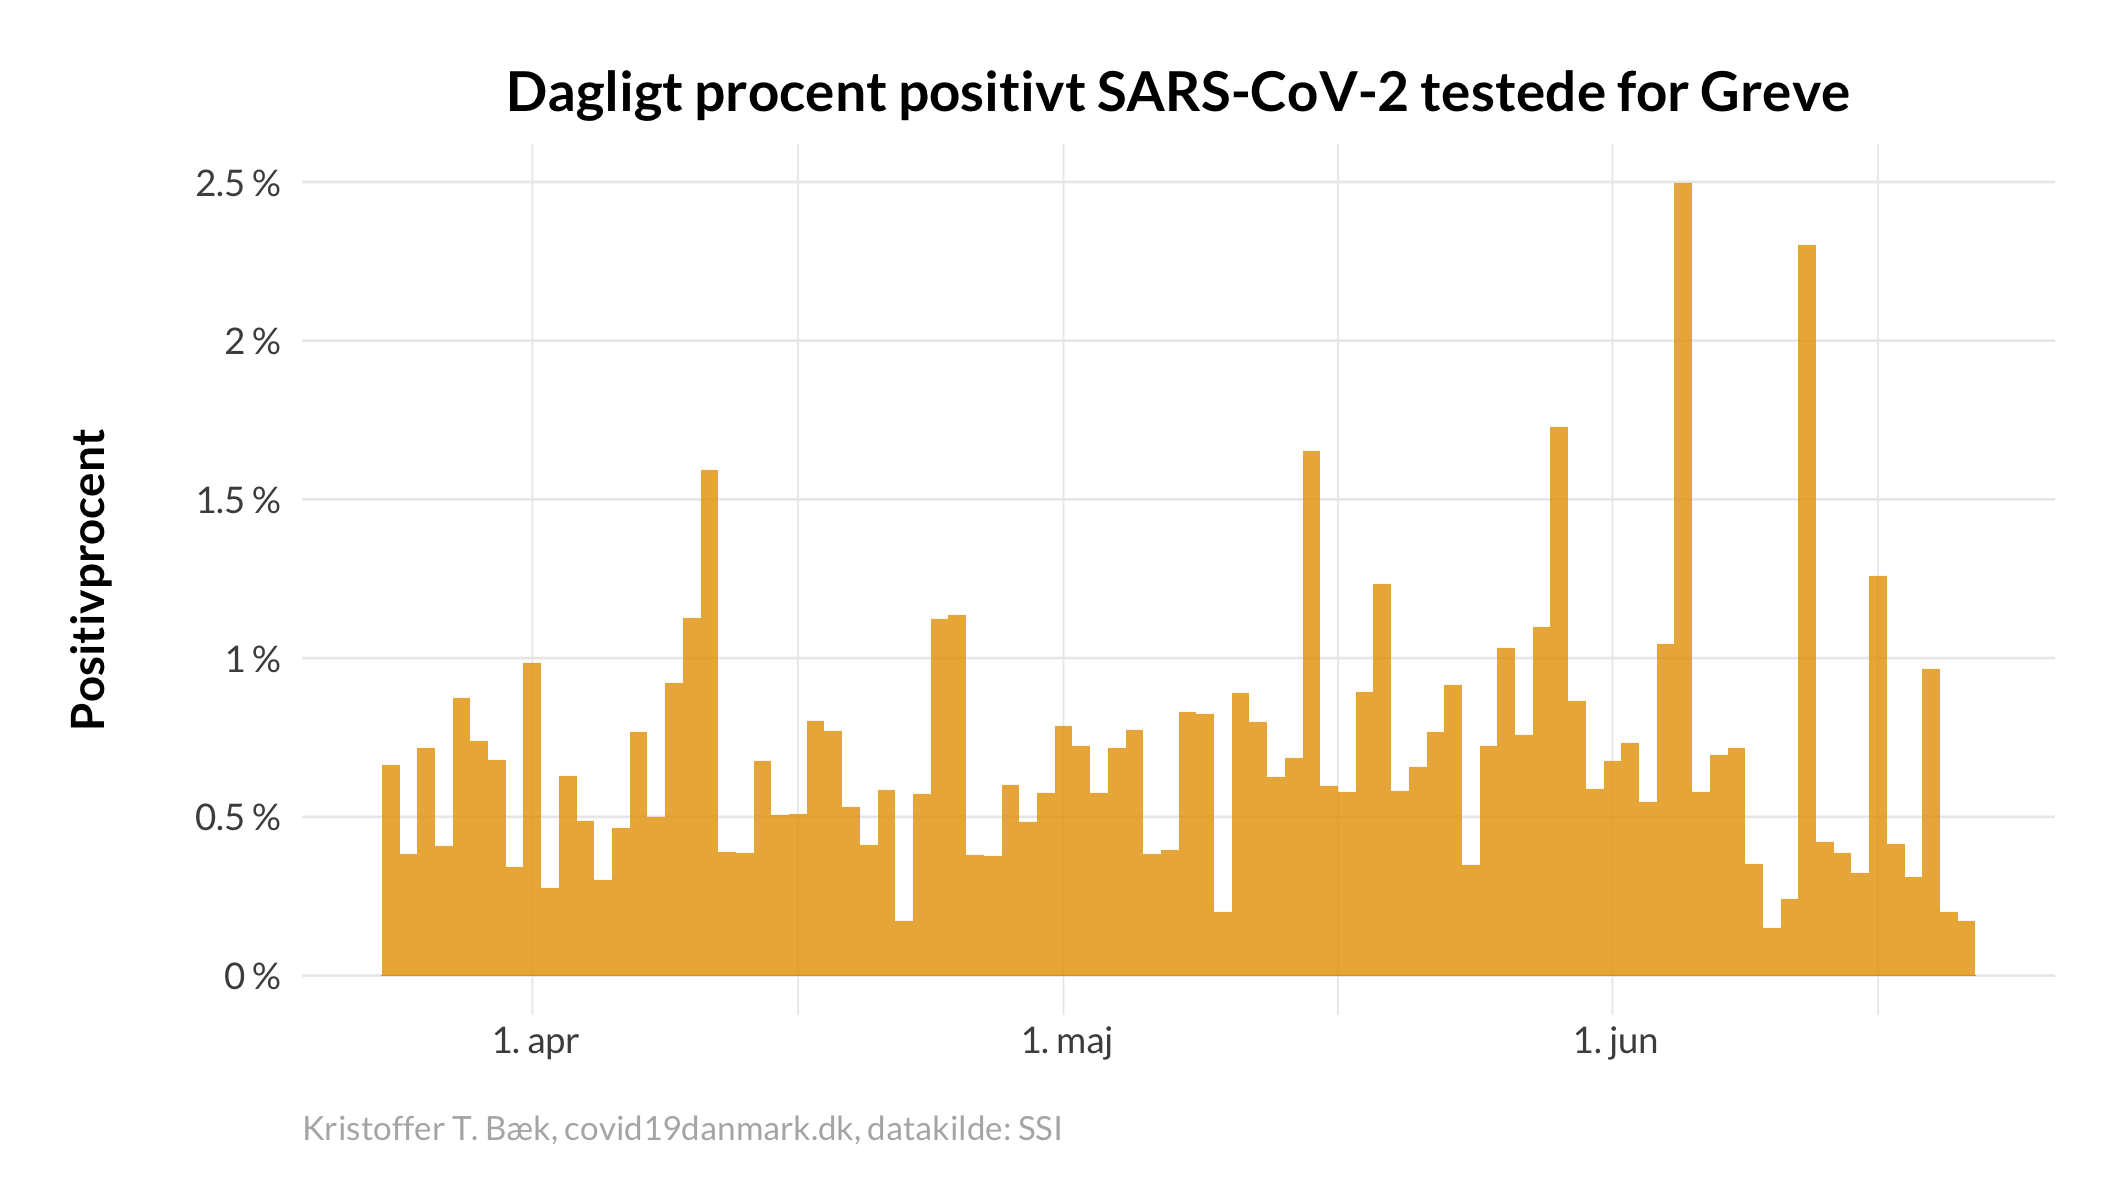 Dagligt procent positivt SARS-CoV-2 testede for Greve
Positivprocent
2.5 %
2 %
1.5 %
1 %
0.5 %
0 %
1. apr
1. maj
1. jun
Kristoffer T. Bæk, covid19danmark.dk, datakilde: SSI